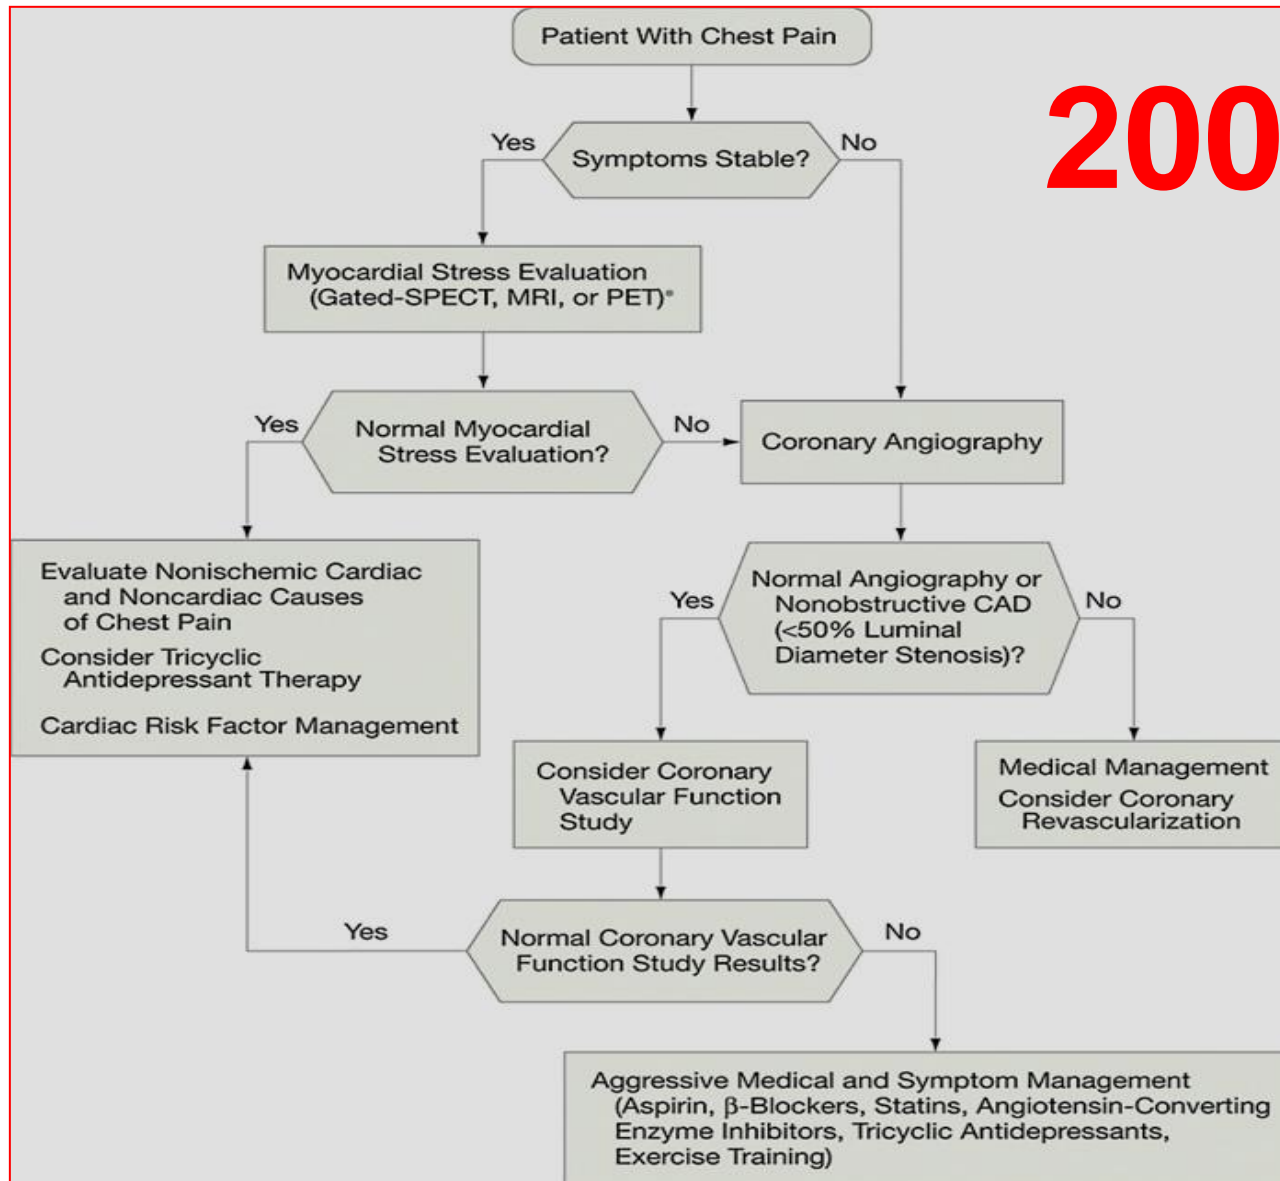 Patient With Chest Pain
200
Yes
Symptoms Stable?
No
Myocardial Stress Evaluation
(Gated-SPECT, MRI, or PET)*
Yes
Normal Myocardial
Stress Evaluation?
No
Coronary Angiography
Evaluate Nonischemic Cardiac
and Noncardiac Causes
of Chest Pain
Consider Tricyclic
Antidepressant Therapy
Cardiac Risk Factor Management
Yes
Normal Angiography or
Nonobstructive CAD
(<50% Luminal
Diameter Stenosis)?
No
Consider Coronary
Vascular Function
Study
Medical Management
Consider Coronary
Revascularization
Yes
Normal Coronary Vascular
Function Study Results?
No
Aggressive Medical and Symptom Management
(Aspirin, β-Blockers, Statins, Angiotensin-Converting
Enzyme Inhibitors, Tricyclic Antidepressants,
Exercise Training)